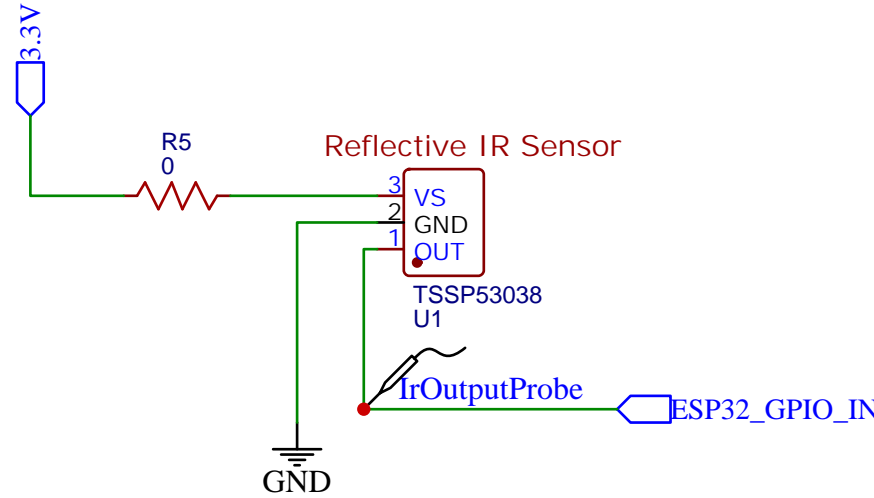 3.3V
R5
0
Reflective IR Sensor
3 VS
2 GND
1 OUT
TSSP53038
U1
IrOutputProbe
ESP32_GPIO_IN
GND